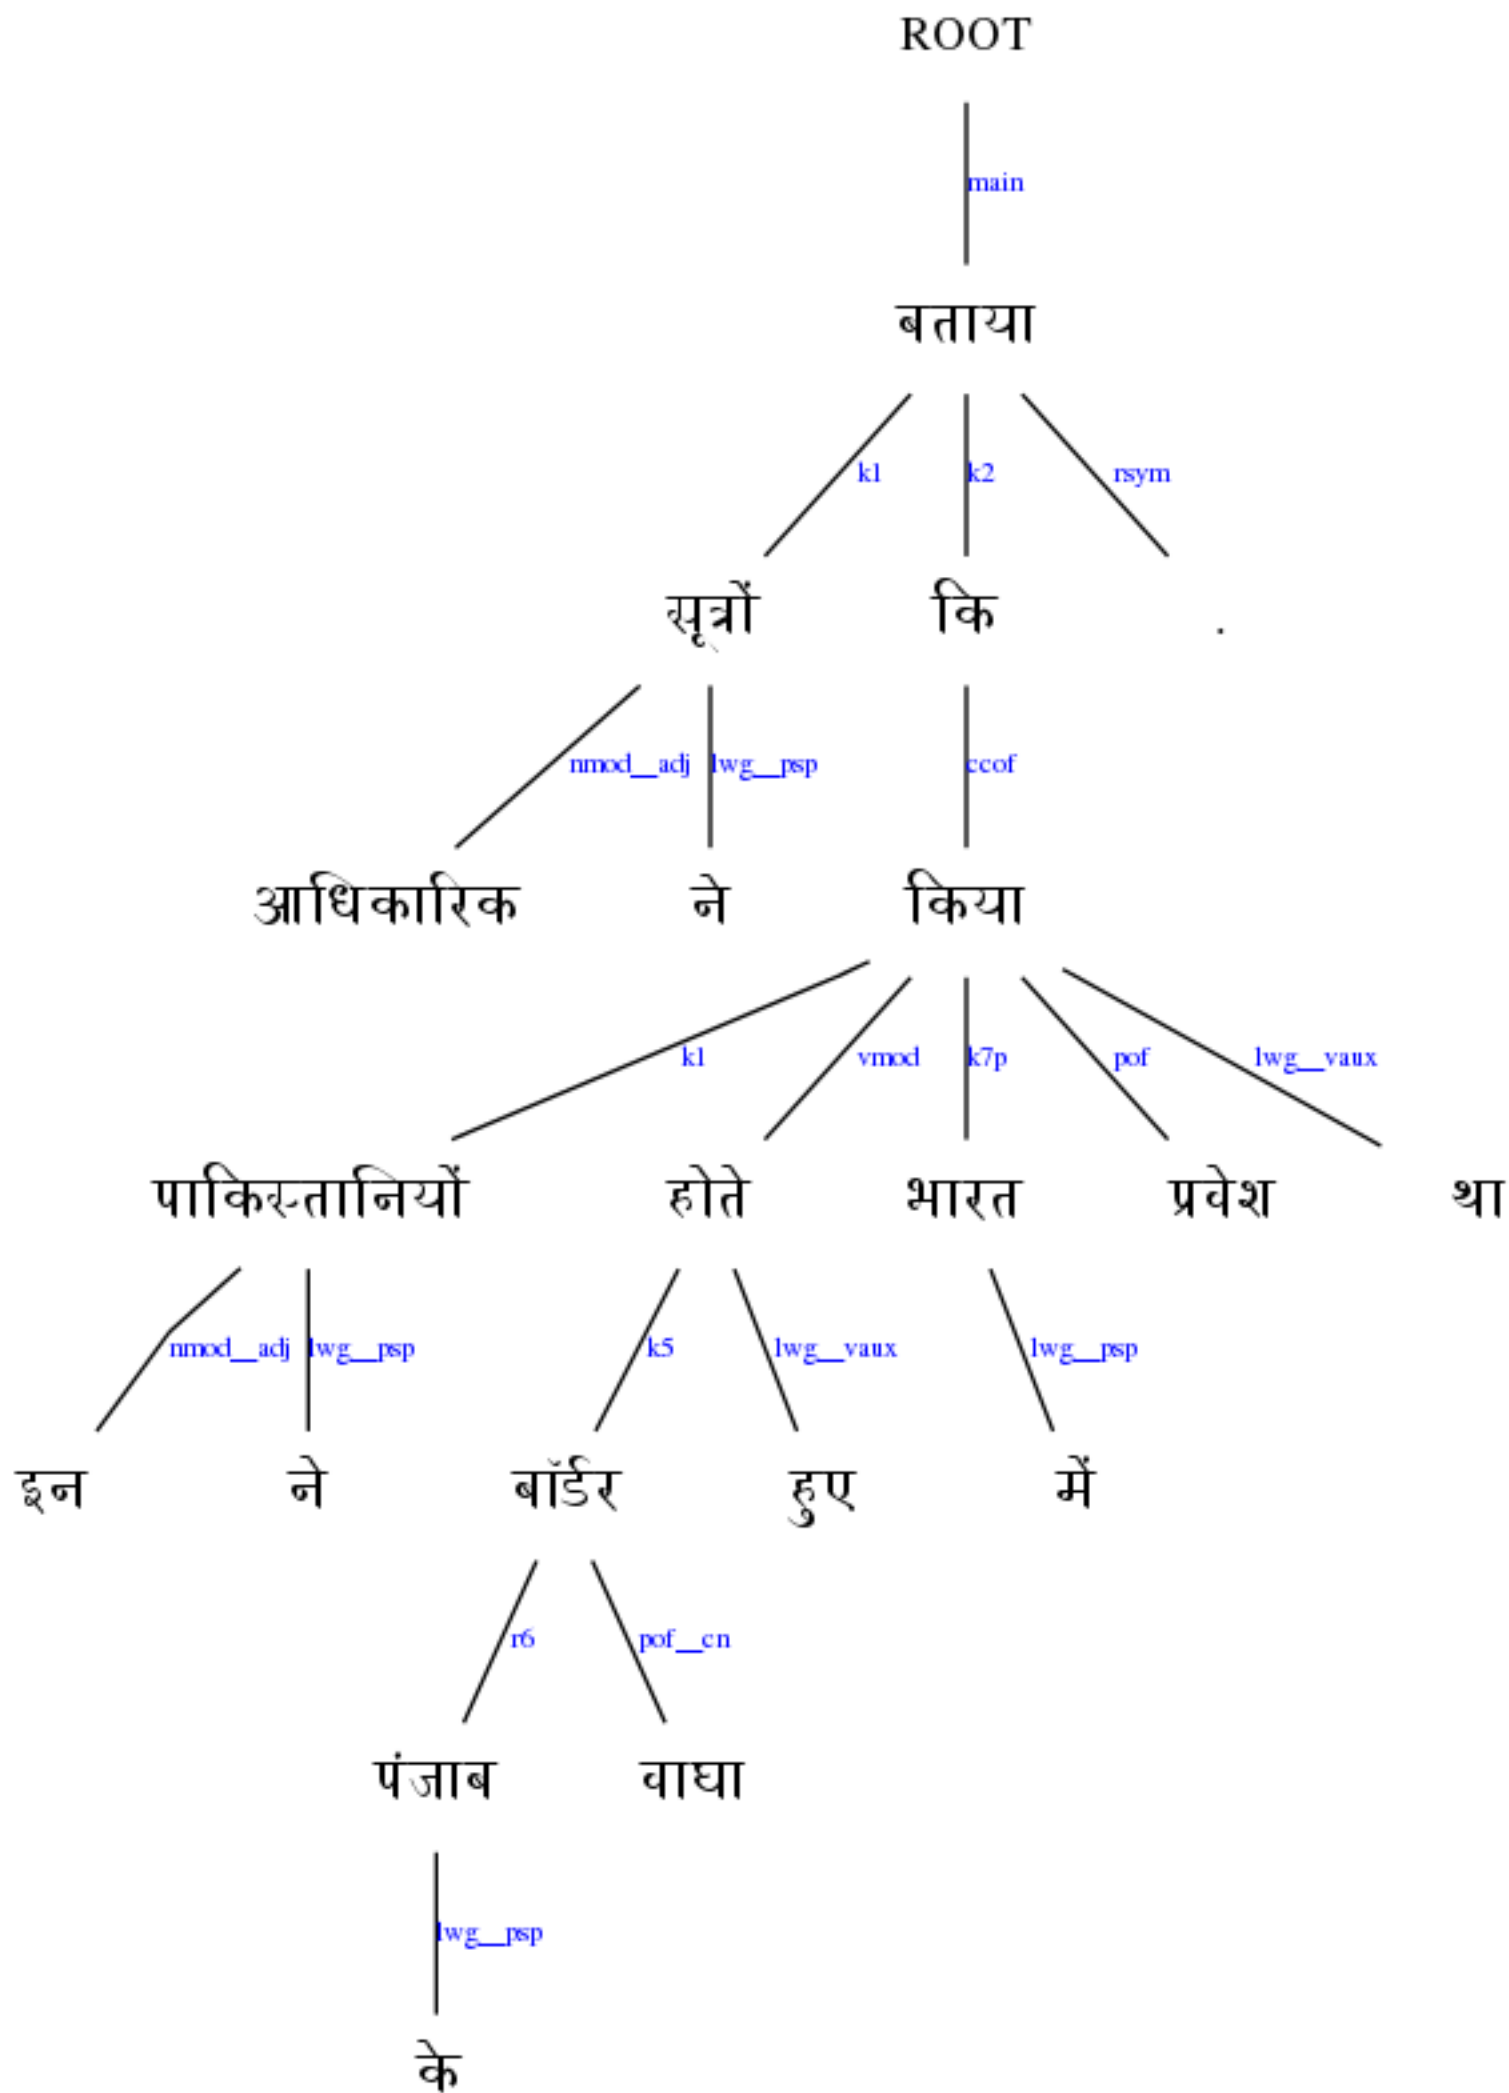 ROOT
main
बताया
k1 k2 rsym
सूत्रों कि .
nmod__adj lwg__psp ccof
आधिकारिक ने किया
k1 vmod k7p pof lwg__vaux
पाकिस्तानियों होते भारत प्रवेश था
nmod__adj lwg__psp k5 lwg__vaux lwg__psp
इन ने बॉर्डर हुए में
r6 pof__cn
पंजाब वाघा
lwg__psp
के